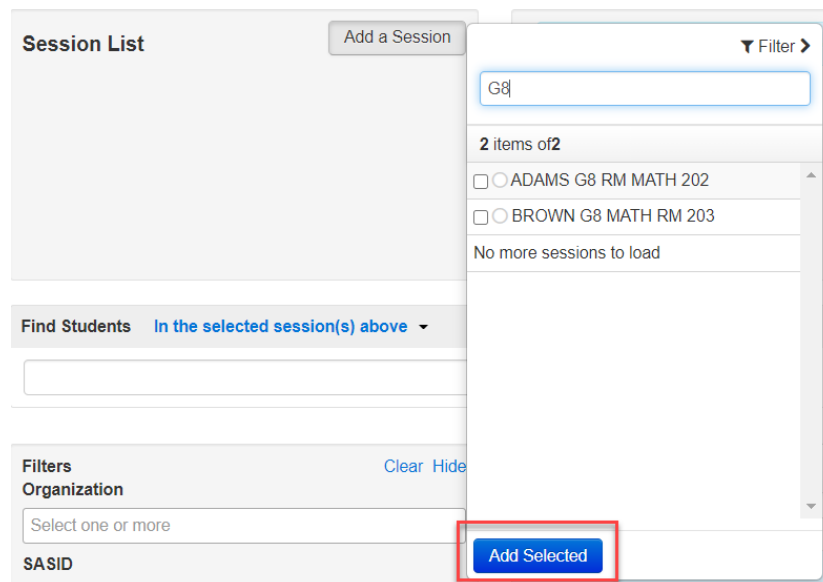 Session List
Add a Session
Filter
G8
2 items of2
ADAMS G8 RM MATH 202
BROWN G8 MATH RM 203
No more sessions to load
Find Students In the selected session(s) above
Filters
Clear Hide
Organization
Select one or more
SASID
Add Selected